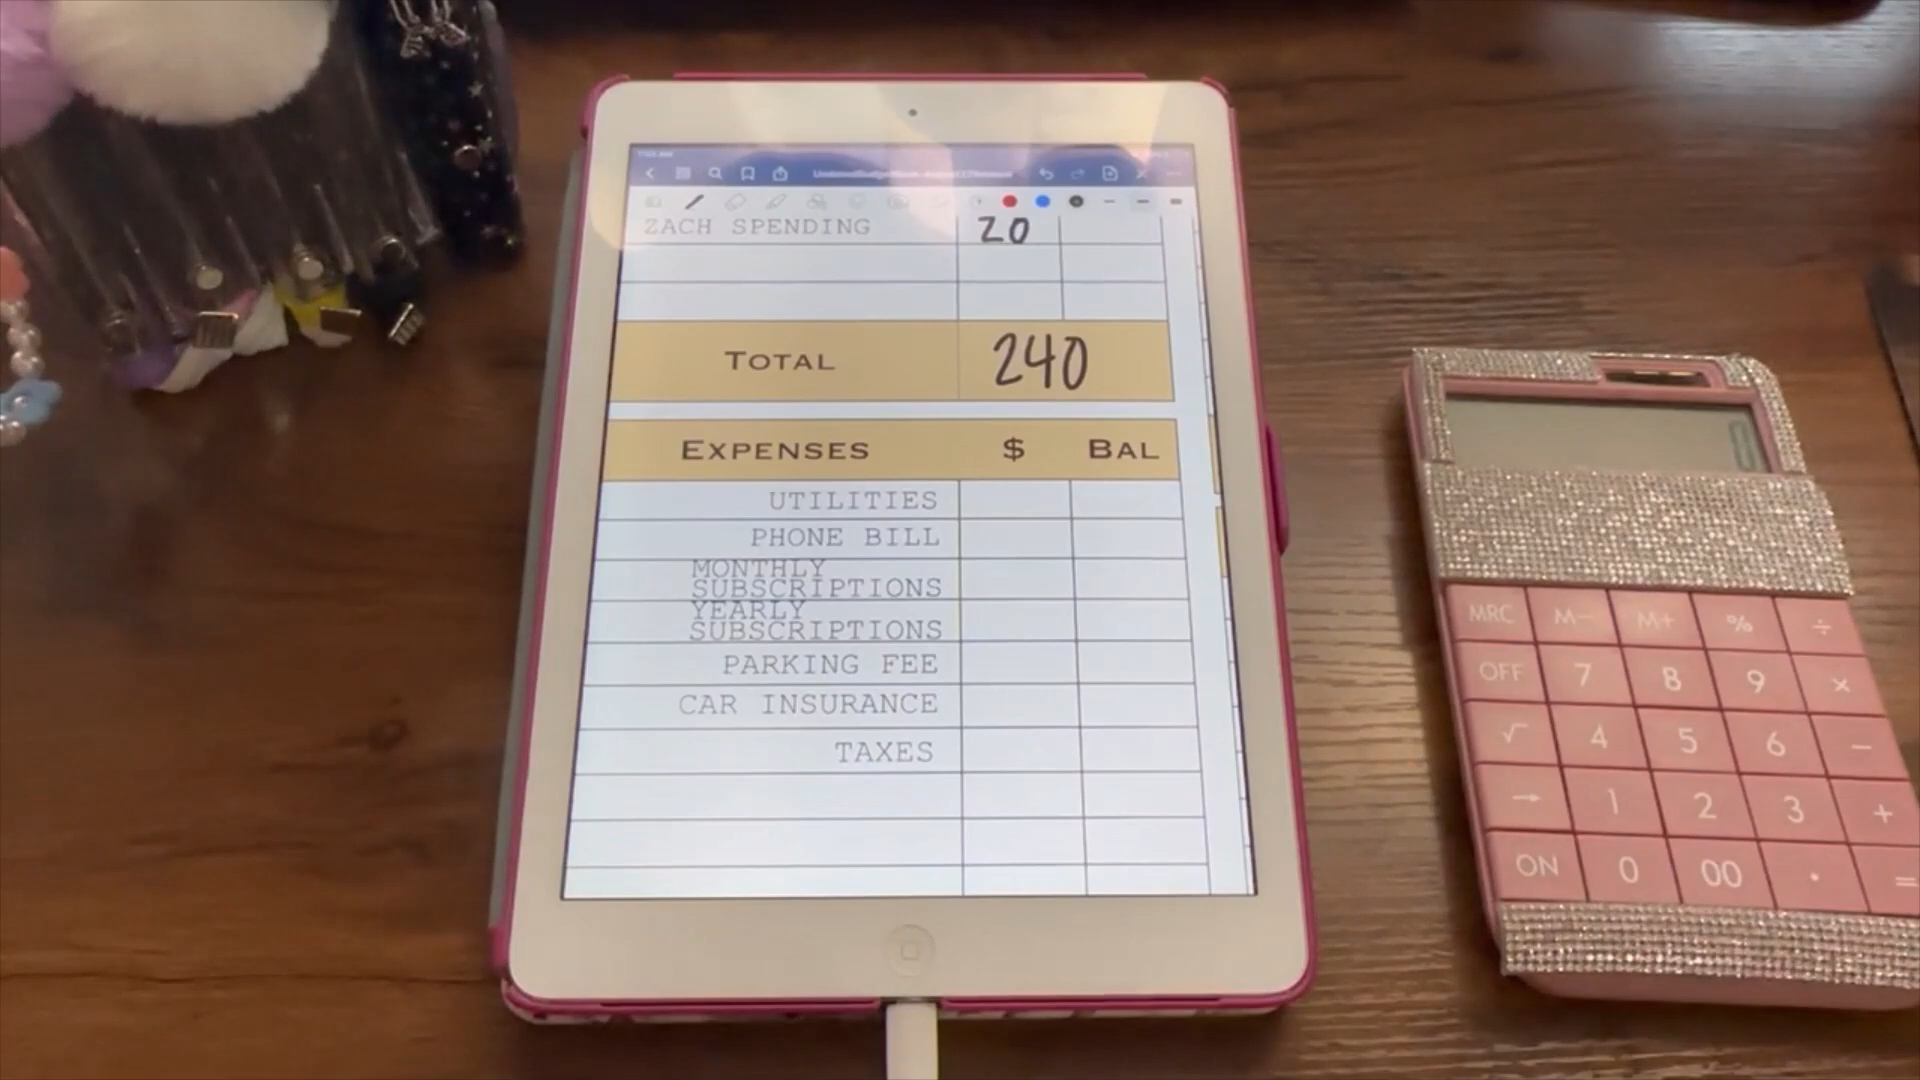 ZACH SPENDING 20
TOTAL 240
EXPENSES $ BAL
UTILITIES
PHONE BILL
MONTHLY
SUBSCRIPTIONS
YEARLY
SUBSCRIPTIONS
PARKING FEE
CAR INSURANCE
TAXES
MRC M- M+ % ÷
OFF 7 8 9 ×
√ 4 5 6 −
→ 1 2 3 +
ON 0 00 . =